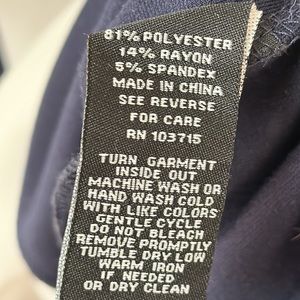 81% POLYESTER
14% RAYON
5% SPANDEX
MADE IN CHINA
SEE REVERSE
FOR CARE
RN 103715
TURN GARMENT
INSIDE OUT
MACHINE WASH OR
HAND WASH COLD
WITH LIKE COLORS
GENTLE CYCLE
DO NOT BLEACH
REMOVE PROMPTLY
TUMBLE DRY LOW
WARM IRON
IF NEEDED
OR DRY CLEAN